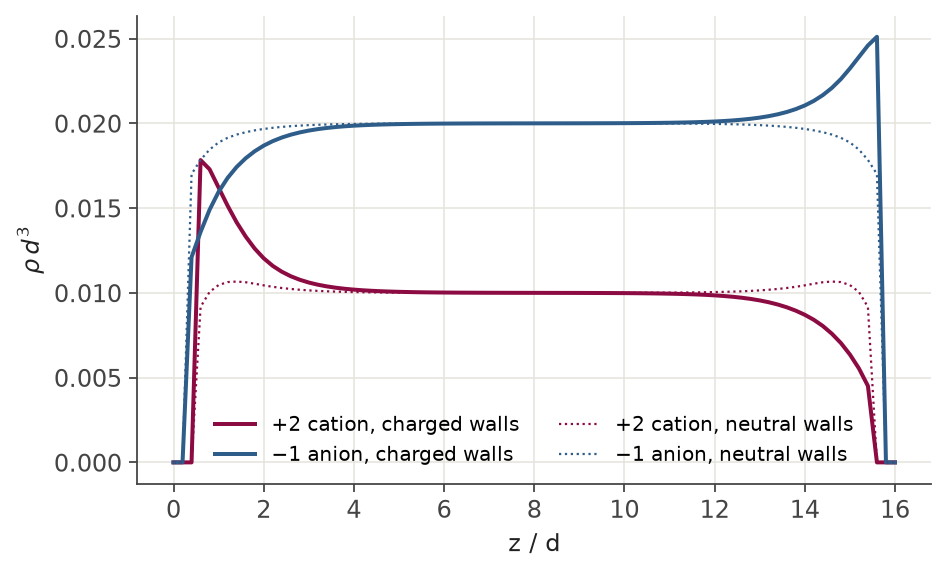 0.025
0.020
0.015
0.010
0.005
0.000
ρ d³
+2 cation, charged walls
−1 anion, charged walls
+2 cation, neutral walls
−1 anion, neutral walls
0 2 4 6 8 10 12 14 16
z / d